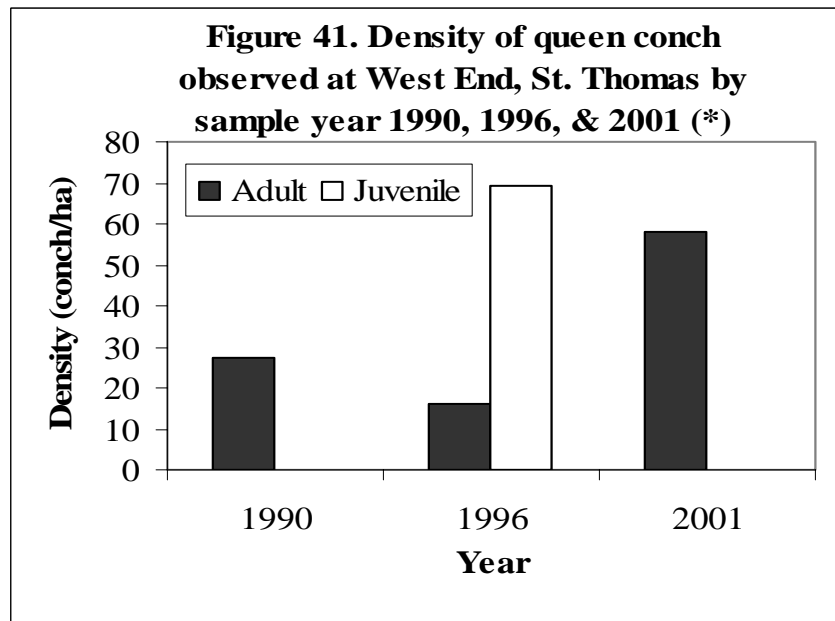 Figure 41. Density of queen conch
observed at West End, St. Thomas by
sample year 1990, 1996, & 2001 (*)
80
70
60
50
40
30
20
10
0
Density (conch/ha)
Adult Juvenile
1990 1996 2001
Year